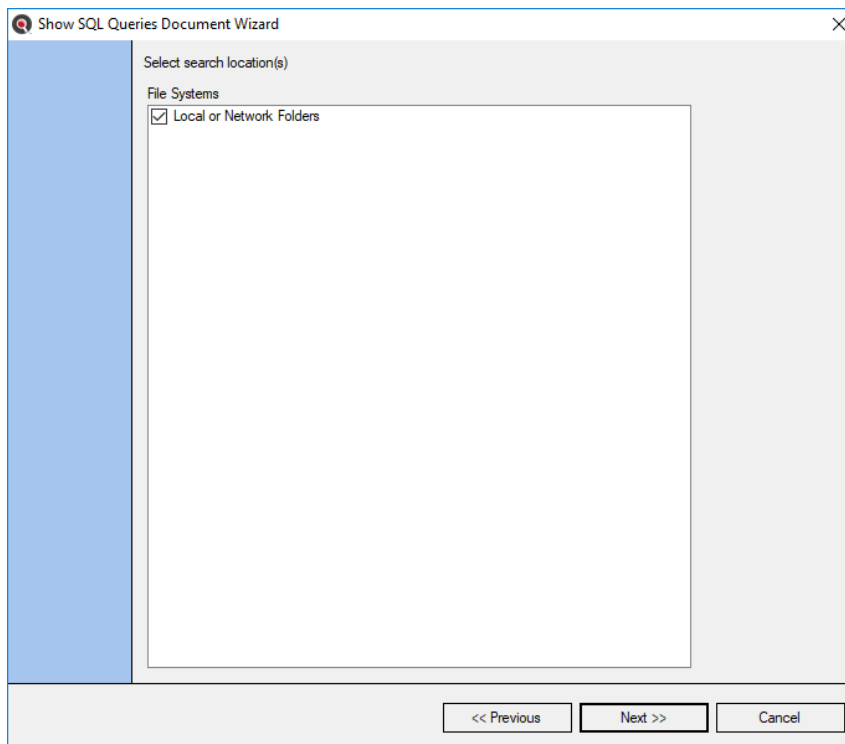 Show SQL Queries Document Wizard
Select search location(s)
File Systems
Local or Network Folders
<< Previous Next >> Cancel